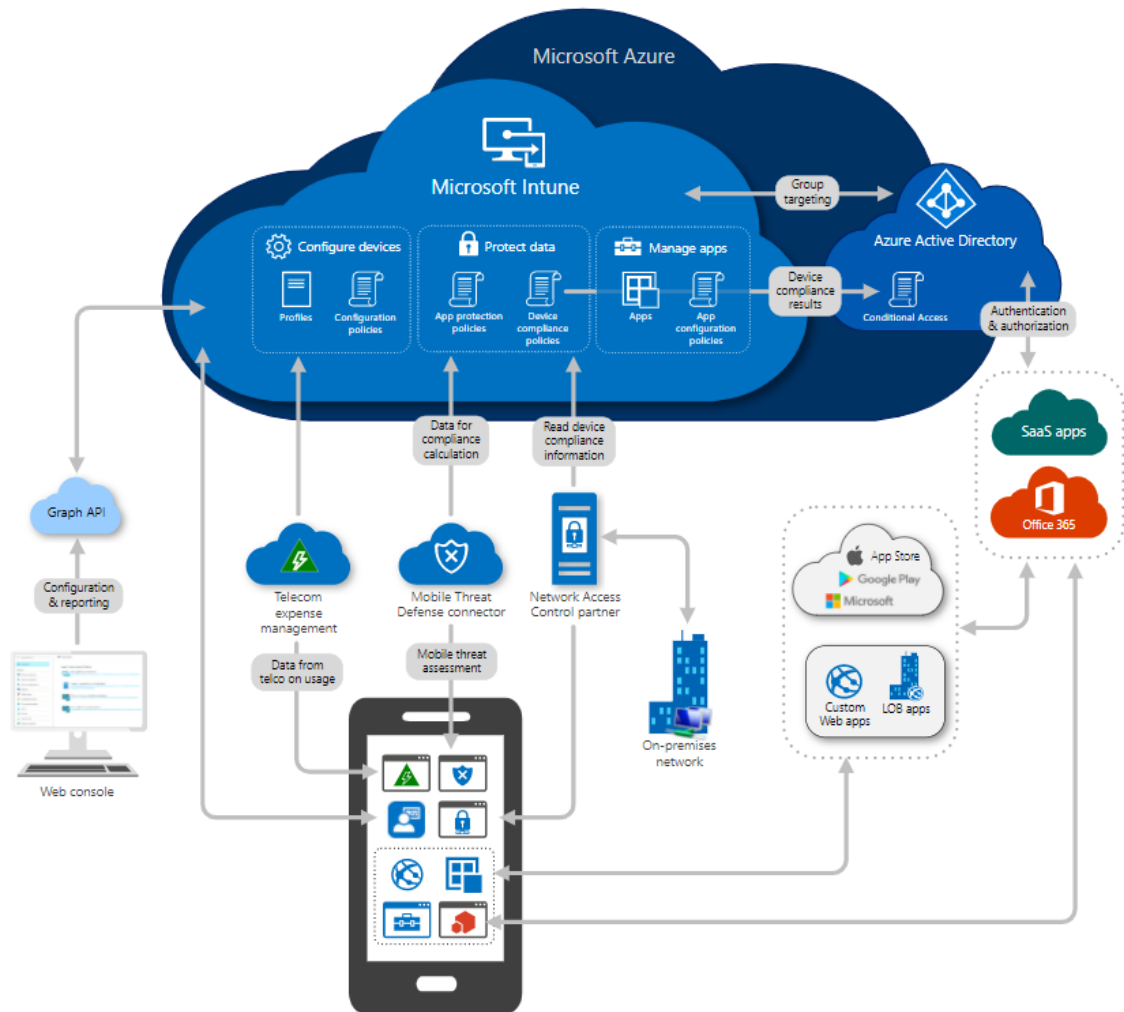 Microsoft Azure
Microsoft Intune
Group
targeting
Azure Active Directory
Configure devices
Protect data
Manage apps
Profiles
Configuration
policies
App protection
policies
Device
compliance
policies
Apps
App
configuration
policies
Device
compliance
results
Conditional Access
Authentication
& authorization
Data for
compliance
calculation
Read device
compliance
information
SaaS apps
Office 365
Graph API
Configuration
& reporting
Web console
Telecom
expense
management
Mobile Threat
Defense connector
Network Access
Control partner
Data from
telco on usage
Mobile threat
assessment
On-premises
network
App Store
Google Play
Microsoft
Custom
Web apps
LOB apps